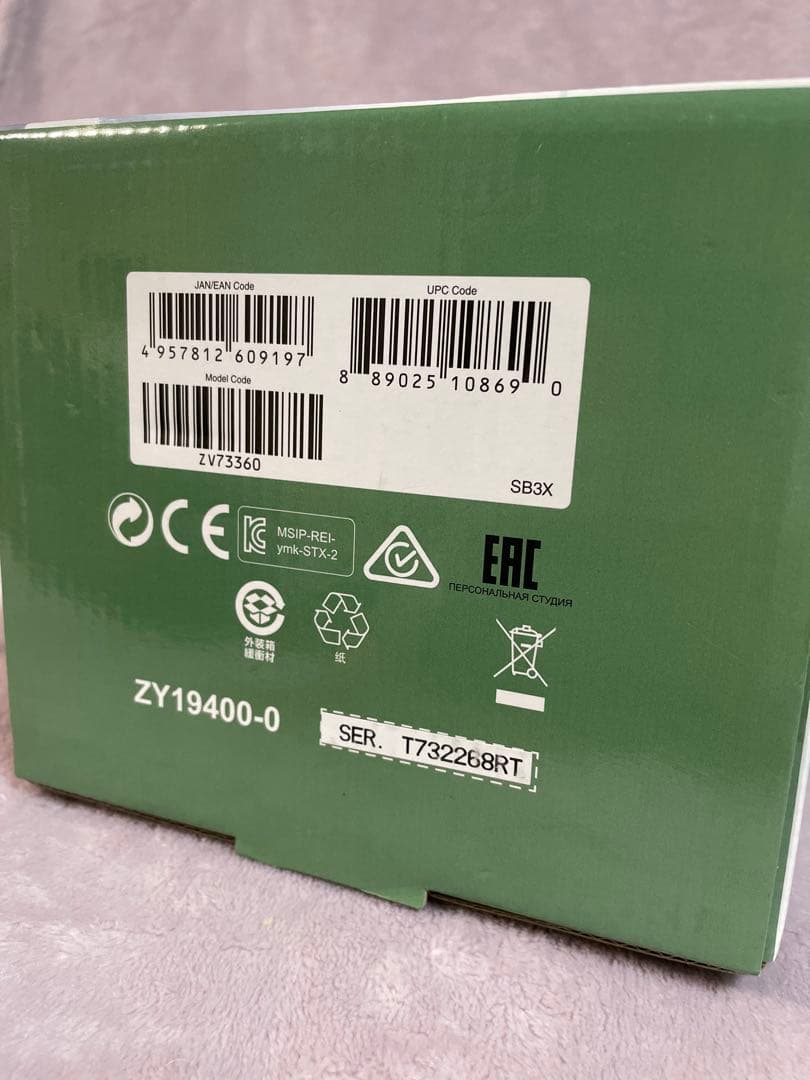 JAN/EAN Code
4 957812 609197
Model Code
ZV73360
UPC Code
8 89025 10869 0
SB3X
CE
MSIP-REI-
ymk-STX-2
EAC
ПЕРСОНАЛЬНАЯ СТУДИЯ
外装箱
緩衝材
纸
ZY19400-0
SER. T732268RT